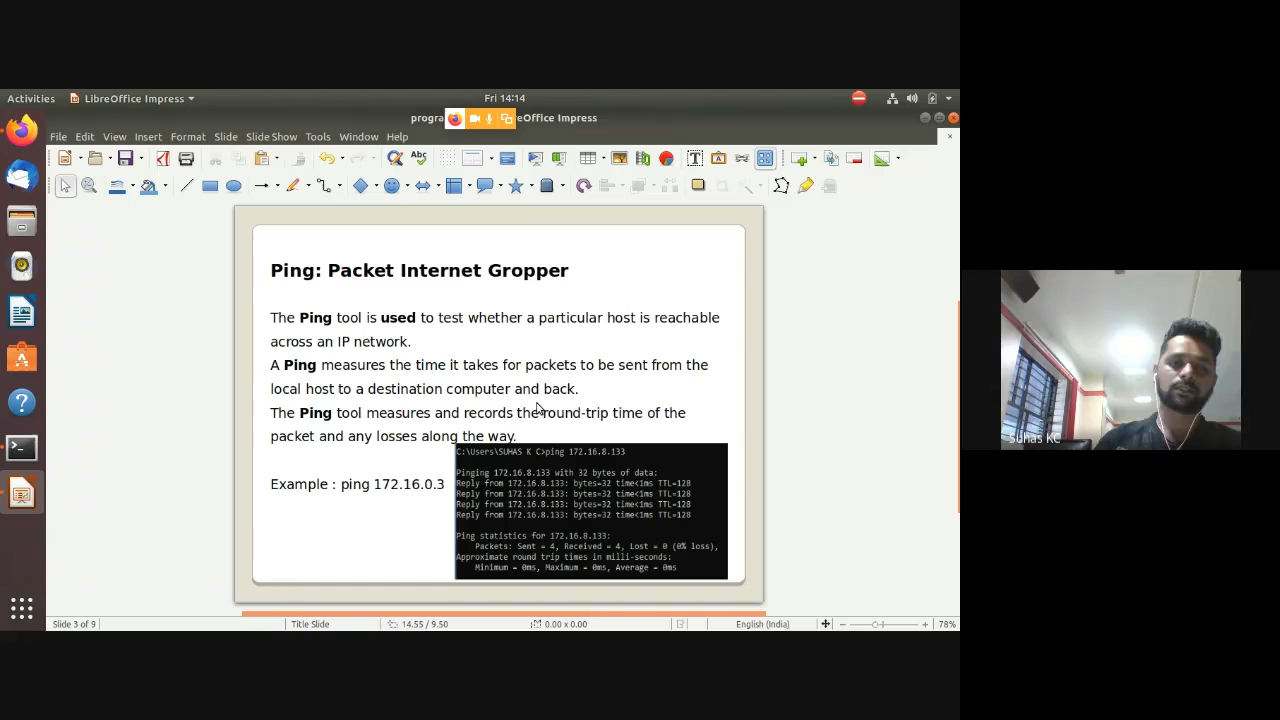 Activities LibreOffice Impress Fri 14:14
progra eOffice Impress
File Edit View Insert Format Slide Slide Show Tools Window Help
Ping: Packet Internet Gropper
The Ping tool is used to test whether a particular host is reachable
across an IP network.
A Ping measures the time it takes for packets to be sent from the
local host to a destination computer and back.
The Ping tool measures and records the round-trip time of the
packet and any losses along the way.
Example : ping 172.16.0.3
C:\Users\SUHAS K C>ping 172.16.8.133
Pinging 172.16.8.133 with 32 bytes of data:
Reply from 172.16.8.133: bytes=32 time<1ms TTL=128
Reply from 172.16.8.133: bytes=32 time<1ms TTL=128
Reply from 172.16.8.133: bytes=32 time<1ms TTL=128
Reply from 172.16.8.133: bytes=32 time<1ms TTL=128
Ping statistics for 172.16.8.133:
Packets: Sent = 4, Received = 4, Lost = 0 (0% loss),
Approximate round trip times in milli-seconds:
Minimum = 0ms, Maximum = 0ms, Average = 0ms
Slide 3 of 9 Title Slide 14.55 / 9.50 0.00 x 0.00 English (India) 78%
Suhas KC